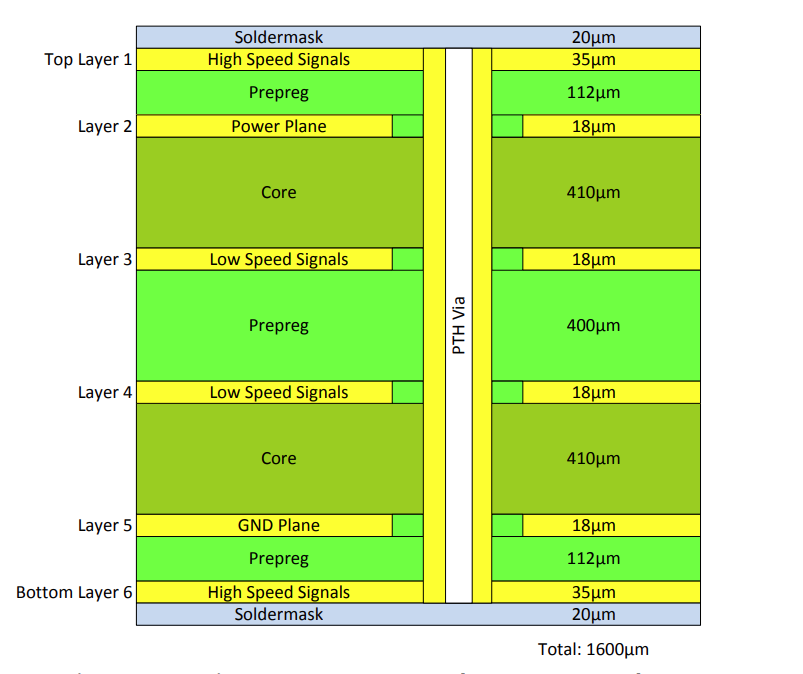 Soldermask 20µm
Top Layer 1 High Speed Signals 35µm
Prepreg 112µm
Layer 2 Power Plane 18µm
Core 410µm
Layer 3 Low Speed Signals 18µm
PTH Via
Prepreg 400µm
Layer 4 Low Speed Signals 18µm
Core 410µm
Layer 5 GND Plane 18µm
Prepreg 112µm
Bottom Layer 6 High Speed Signals 35µm
Soldermask 20µm
Total: 1600µm